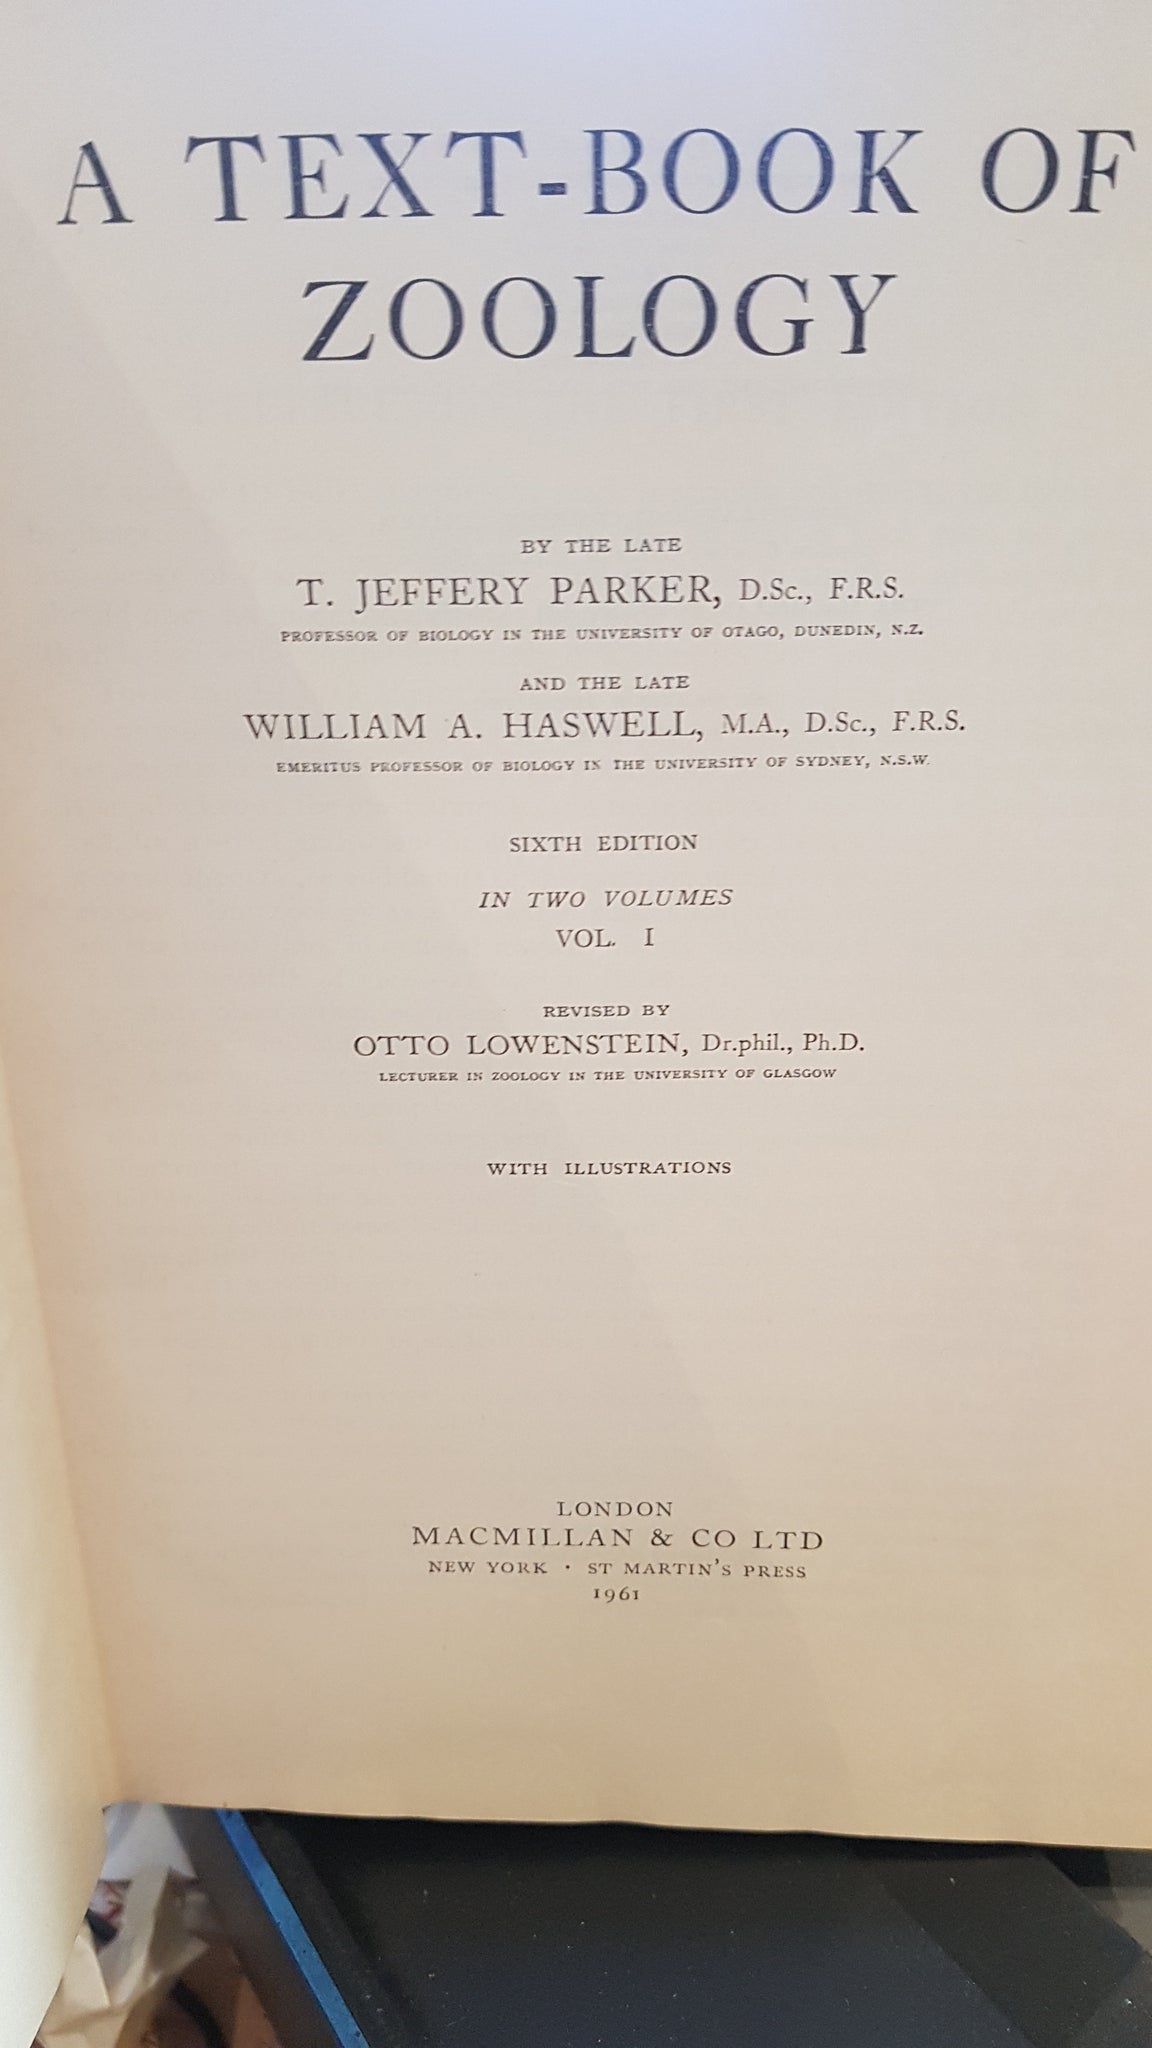 A TEXT-BOOK OF
ZOOLOGY
BY THE LATE
T. JEFFERY PARKER, D.Sc., F.R.S.
PROFESSOR OF BIOLOGY IN THE UNIVERSITY OF OTAGO, DUNEDIN, N.Z.
AND THE LATE
WILLIAM A. HASWELL, M.A., D.Sc., F.R.S.
EMERITUS PROFESSOR OF BIOLOGY IN THE UNIVERSITY OF SYDNEY, N.S.W.
SIXTH EDITION
IN TWO VOLUMES
VOL. I
REVISED BY
OTTO LOWENSTEIN, Dr.phil., Ph.D.
LECTURER IN ZOOLOGY IN THE UNIVERSITY OF GLASGOW
WITH ILLUSTRATIONS
LONDON
MACMILLAN & CO LTD
NEW YORK · ST MARTIN'S PRESS
1961